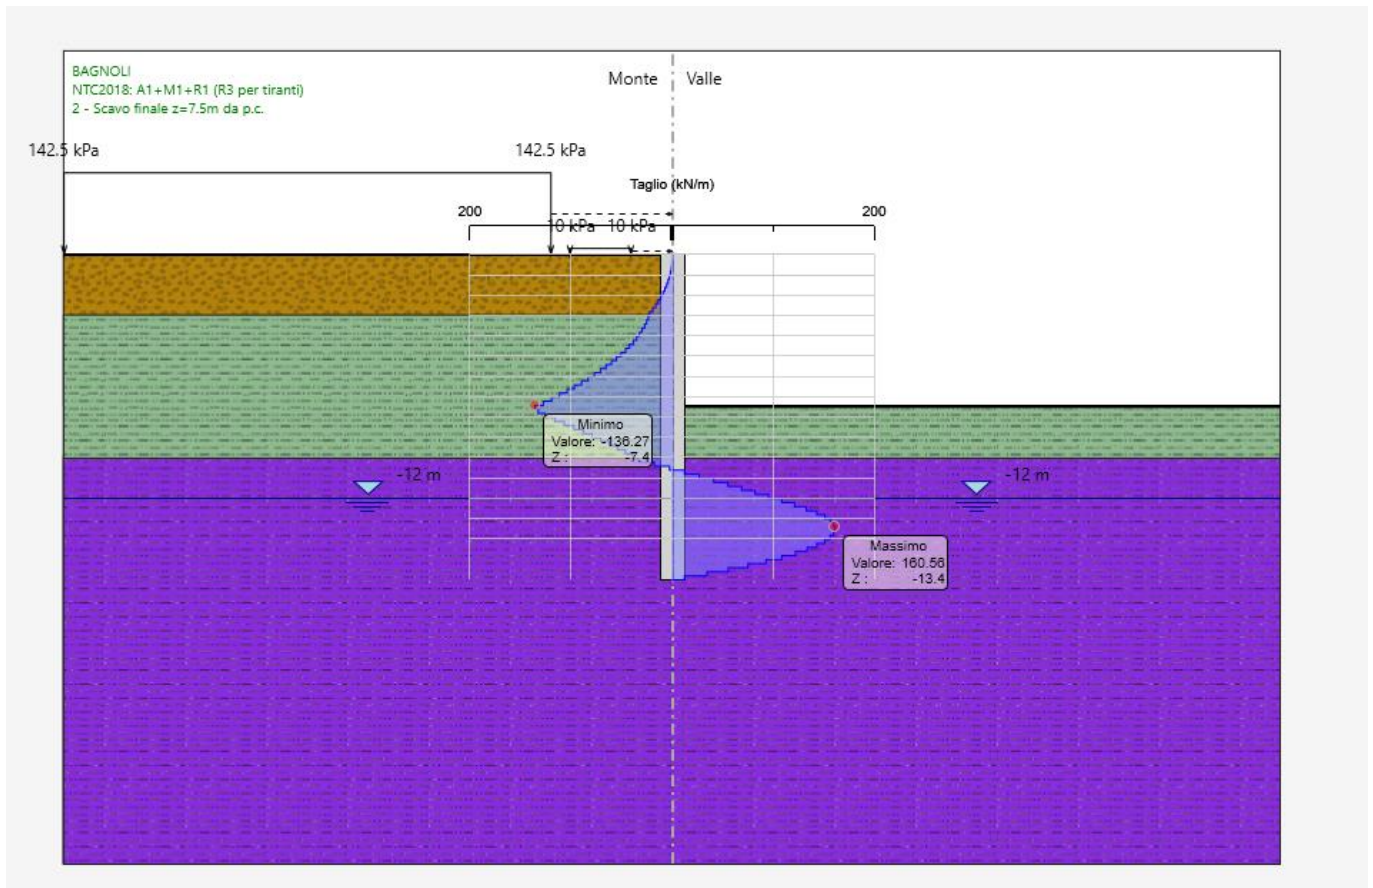 BAGNOLI
NTC2018: A1+M1+R1 (R3 per tiranti)
2 - Scavo finale z=7.5m da p.c.
Monte Valle
142.5 kPa 142.5 kPa
Taglio (kN/m)
200 200
10 kPa 10 kPa
Minimo
Valore: -136.27
Z : -7.4
-12 m -12 m
Massimo
Valore: 160.56
Z : -13.4